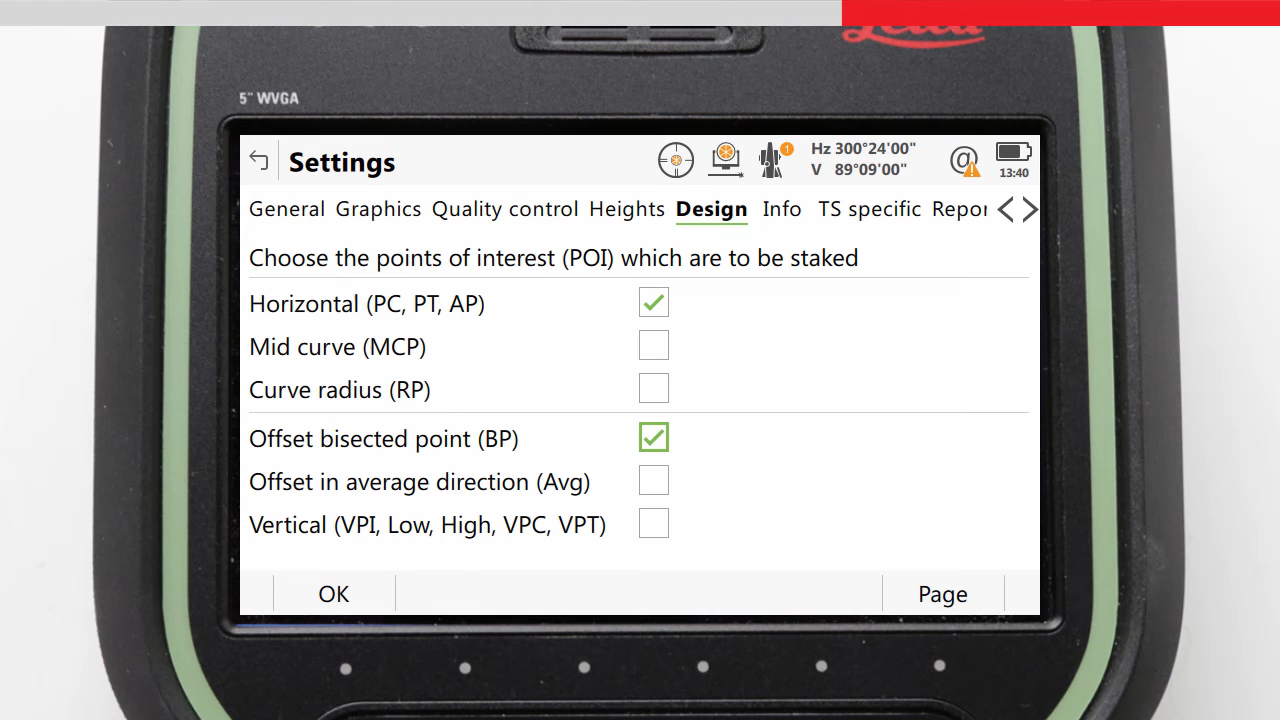 Leica
5" WVGA
Settings
1
Hz 300°24'00"
V 89°09'00"
@
13:40
General Graphics Quality control Heights Design Info TS specific Repor
Choose the points of interest (POI) which are to be staked
Horizontal (PC, PT, AP)
Mid curve (MCP)
Curve radius (RP)
Offset bisected point (BP)
Offset in average direction (Avg)
Vertical (VPI, Low, High, VPC, VPT)
OK
Page